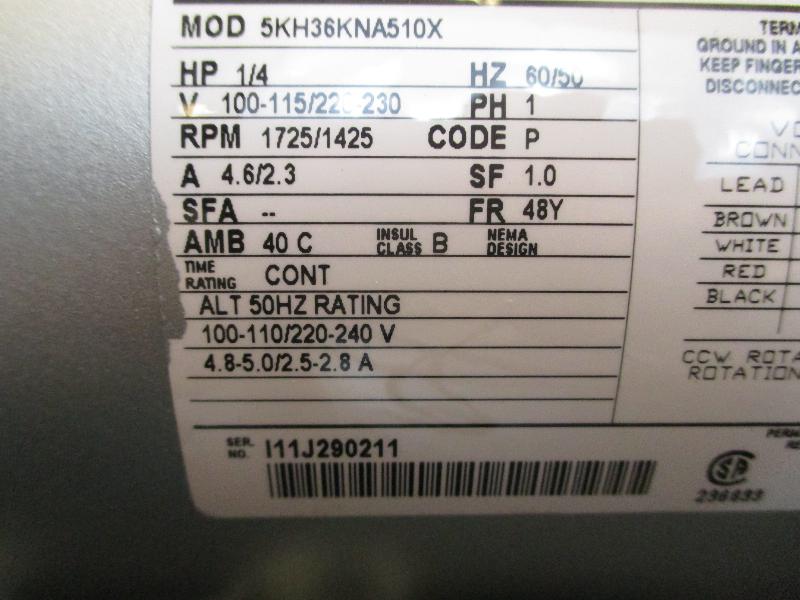 MOD 5KH36KNA510X
HP 1/4 HZ 60/50
V 100-115/220-230 PH 1
RPM 1725/1425 CODE P
A 4.6/2.3 SF 1.0
SFA -- FR 48Y
AMB 40 C INSUL CLASS B NEMA DESIGN
TIME RATING CONT
ALT 50HZ RATING
100-110/220-240 V
4.8-5.0/2.5-2.8 A
SER. NO. I11J290211
GROUND IN A
KEEP FINGER
DISCONNEC
LEAD
BROWN
WHITE
RED
BLACK
CCW ROTA
ROTATION